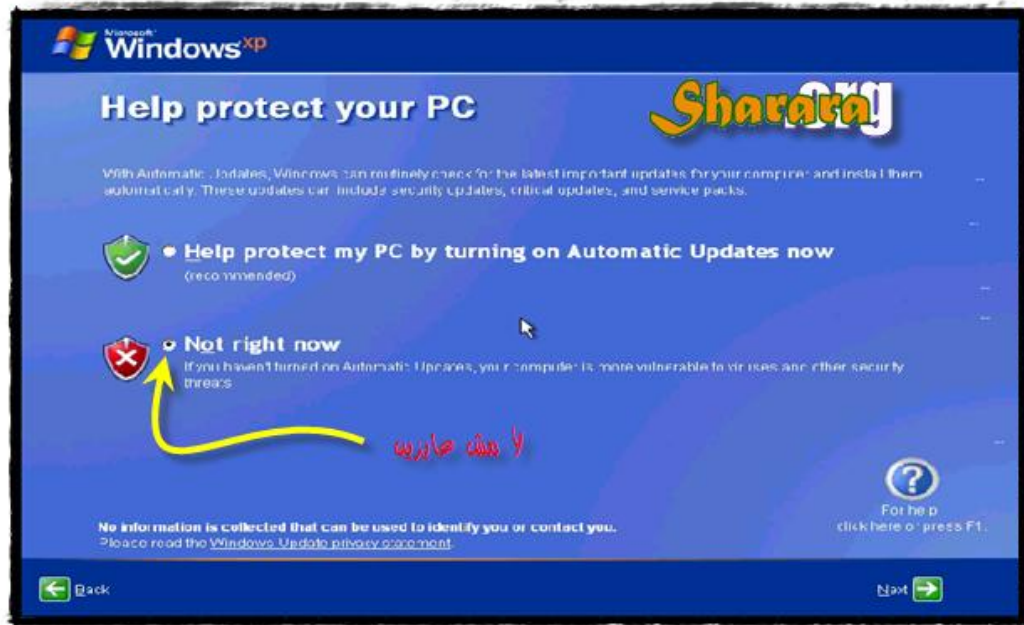 Microsoft
Windows xp
Help protect your PC
Sharara.org
With Automatic Updates, Windows can routinely check for the latest important updates for your computer and install them
automatically. These updates can include security updates, critical updates, and service packs.
Help protect my PC by turning on Automatic Updates now
(recommended)
Not right now
If you haven't turned on Automatic Updates, your computer is more vulnerable to viruses and other security
threats
لا مش عايزين
No information is collected that can be used to identify you or contact you.
Please read the Windows Update privacy statement.
For help
click here or press F1.
Back
Next